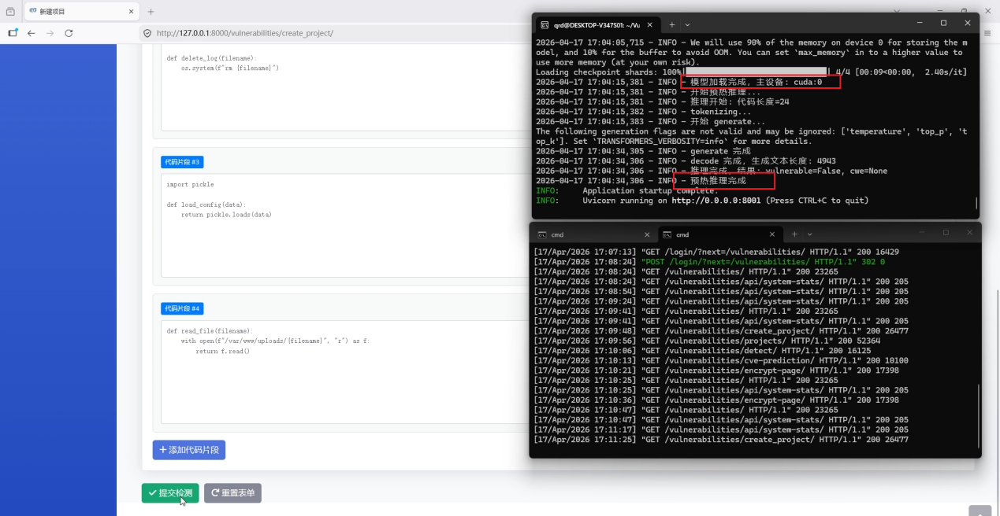 新建项目
http://127.0.0.1:8000/vulnerabilities/create_project/
def delete_log(filename):
os.system(f"rm {filename}")
代码片段 #3
import pickle
def load_config(data):
return pickle.loads(data)
代码片段 #4
def read_file(filename):
with open(f"/var/www/uploads/{filename}", "r") as f:
return f.read()
添加代码片段
提交检测
重置表单
qrd@DESKTOP-V347S01: ~/Vu
2026-04-17 17:04:05,715 - INFO - We will use 90% of the memory on device 0 for storing the m
odel, and 10% for the buffer to avoid OOM. You can set `max_memory` in to a higher value to
use more memory (at your own risk).
Loading checkpoint shards: 100%| | 4/4 [00:09<00:00, 2.40s/it]
2026-04-17 17:04:15,381 - INFO - 模型加载完成，主设备: cuda:0
2026-04-17 17:04:15,381 - INFO - 开始预热推理...
2026-04-17 17:04:15,381 - INFO - 推理开始: 代码长度=24
2026-04-17 17:04:15,382 - INFO - tokenizing...
2026-04-17 17:04:15,383 - INFO - 开始 generate...
The following generation flags are not valid and may be ignored: ['temperature', 'top_p', 't
op_k']. Set `TRANSFORMERS_VERBOSITY=info` for more details.
2026-04-17 17:04:34,305 - INFO - generate 完成
2026-04-17 17:04:34,306 - INFO - decode 完成, 生成文本长度: 4943
2026-04-17 17:04:34,306 - INFO - 推理完成, 结果: vulnerable=False, cwe=None
2026-04-17 17:04:34,306 - INFO - 预热推理完成
INFO: Application startup complete.
INFO: Uvicorn running on http://0.0.0.0:8001 (Press CTRL+C to quit)
cmd
cmd
[17/Apr/2026 17:07:13] "GET /login/?next=/vulnerabilities/ HTTP/1.1" 200 16429
[17/Apr/2026 17:08:24] "POST /login/?next=/vulnerabilities/ HTTP/1.1" 302 0
[17/Apr/2026 17:08:24] "GET /vulnerabilities/ HTTP/1.1" 200 23265
[17/Apr/2026 17:08:24] "GET /vulnerabilities/api/system-stats/ HTTP/1.1" 200 205
[17/Apr/2026 17:08:54] "GET /vulnerabilities/api/system-stats/ HTTP/1.1" 200 205
[17/Apr/2026 17:09:24] "GET /vulnerabilities/api/system-stats/ HTTP/1.1" 200 205
[17/Apr/2026 17:09:41] "GET /vulnerabilities/ HTTP/1.1" 200 23265
[17/Apr/2026 17:09:41] "GET /vulnerabilities/api/system-stats/ HTTP/1.1" 200 205
[17/Apr/2026 17:09:48] "GET /vulnerabilities/create_project/ HTTP/1.1" 200 26477
[17/Apr/2026 17:09:56] "GET /vulnerabilities/projects/ HTTP/1.1" 200 52364
[17/Apr/2026 17:10:06] "GET /vulnerabilities/detect/ HTTP/1.1" 200 16125
[17/Apr/2026 17:10:13] "GET /vulnerabilities/cve-prediction/ HTTP/1.1" 200 10100
[17/Apr/2026 17:10:21] "GET /vulnerabilities/encrypt-page/ HTTP/1.1" 200 17398
[17/Apr/2026 17:10:25] "GET /vulnerabilities/ HTTP/1.1" 200 23265
[17/Apr/2026 17:10:25] "GET /vulnerabilities/api/system-stats/ HTTP/1.1" 200 205
[17/Apr/2026 17:10:36] "GET /vulnerabilities/encrypt-page/ HTTP/1.1" 200 17398
[17/Apr/2026 17:10:47] "GET /vulnerabilities/ HTTP/1.1" 200 23265
[17/Apr/2026 17:10:47] "GET /vulnerabilities/api/system-stats/ HTTP/1.1" 200 205
[17/Apr/2026 17:11:17] "GET /vulnerabilities/api/system-stats/ HTTP/1.1" 200 205
[17/Apr/2026 17:11:25] "GET /vulnerabilities/create_project/ HTTP/1.1" 200 26477